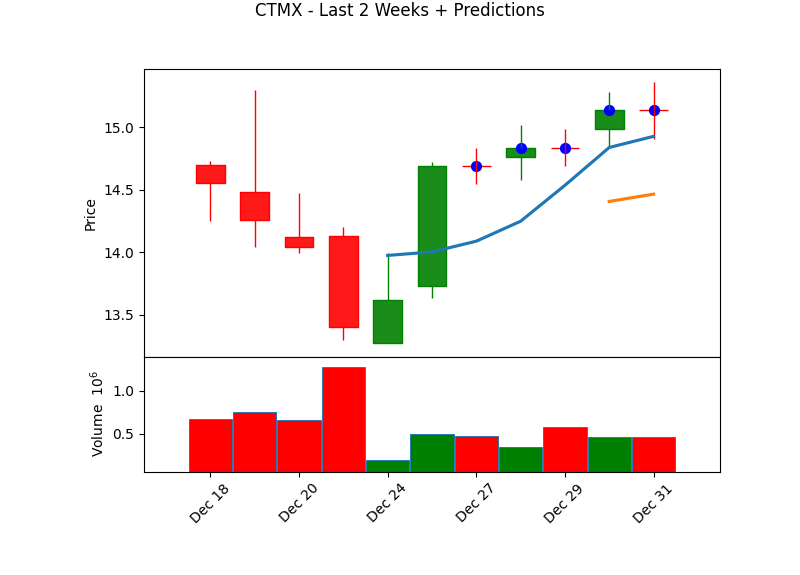 CTMX - Last 2 Weeks + Predictions
Price
15.0
14.5
14.0
13.5
Volume 10^6
1.0
0.5
Dec 18
Dec 20
Dec 24
Dec 27
Dec 29
Dec 31